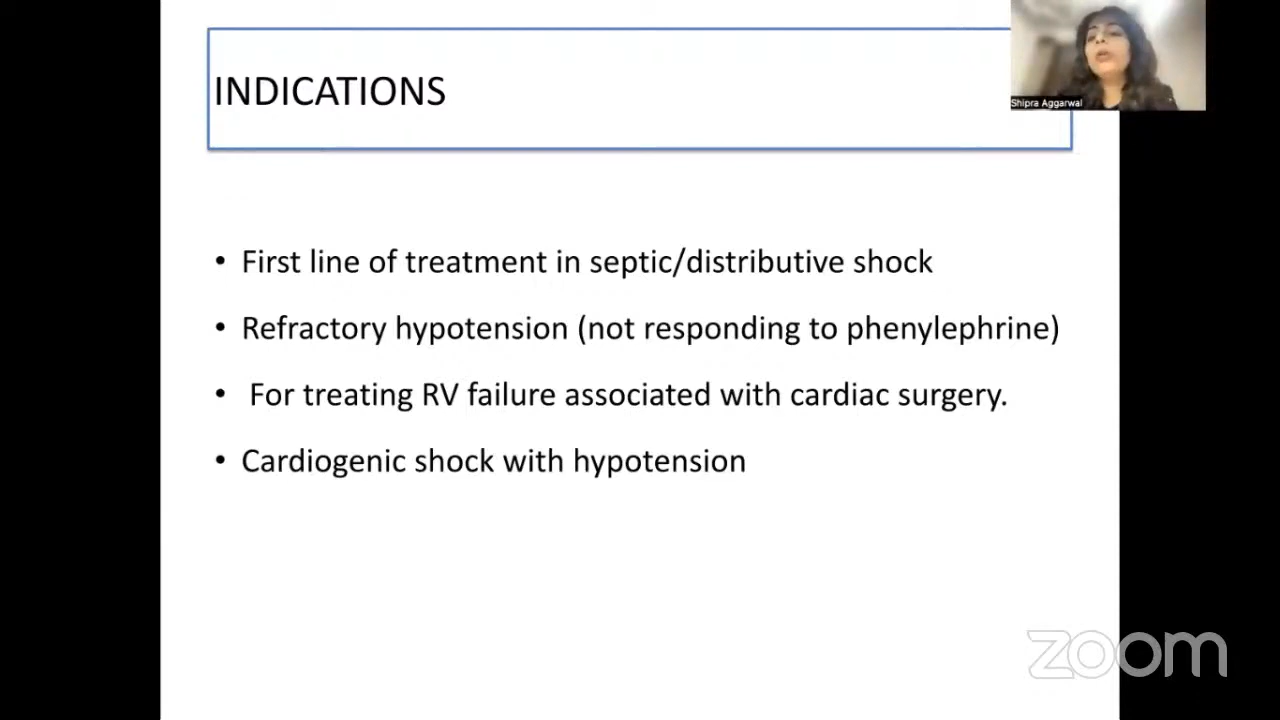 INDICATIONS
Shipra Aggarwal
• First line of treatment in septic/distributive shock
• Refractory hypotension (not responding to phenylephrine)
• For treating RV failure associated with cardiac surgery.
• Cardiogenic shock with hypotension
zoom